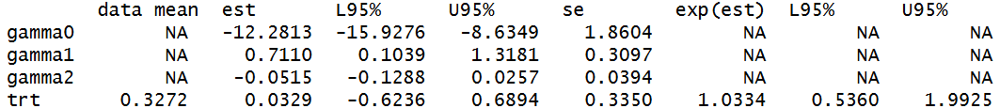 data mean est L95% U95% se exp(est) L95% U95%
gamma0 NA -12.2813 -15.9276 -8.6349 1.8604 NA NA NA
gamma1 NA 0.7110 0.1039 1.3181 0.3097 NA NA NA
gamma2 NA -0.0515 -0.1288 0.0257 0.0394 NA NA NA
trt 0.3272 0.0329 -0.6236 0.6894 0.3350 1.0334 0.5360 1.9925